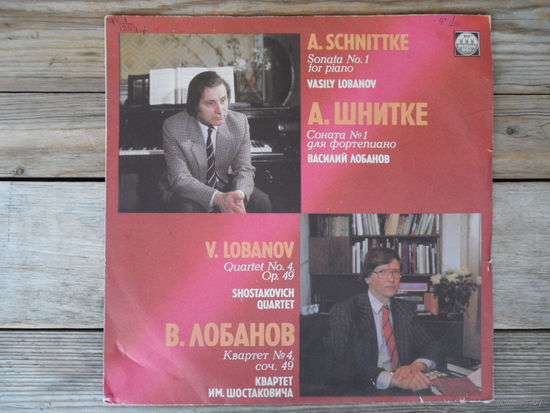 A. SCHNITTKE
Sonata No. 1
for piano
VASILY LOBANOV
А. ШНИТКЕ
Соната №1
для фортепиано
ВАСИЛИЙ ЛОБАНОВ
V. LOBANOV
Quartet No. 4,
Op. 49
SHOSTAKOVICH
QUARTET
В. ЛОБАНОВ
Квартет №4,
соч. 49
КВАРТЕТ
ИМ. ШОСТАКОВИЧА